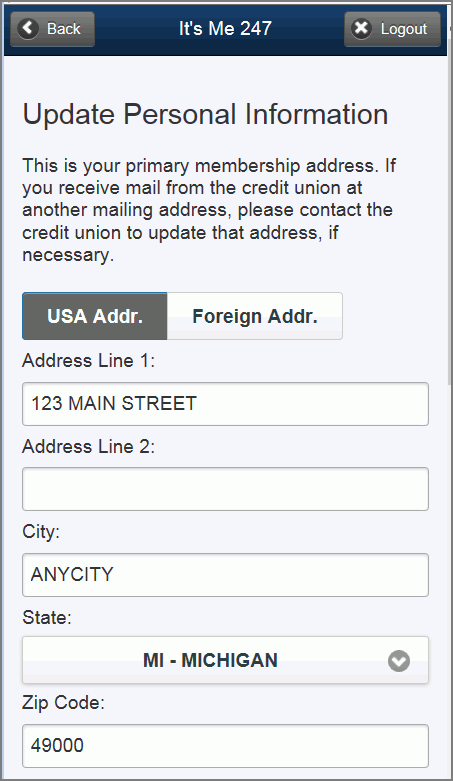 Back
It's Me 247
Logout
Update Personal Information
This is your primary membership address. If
you receive mail from the credit union at
another mailing address, please contact the
credit union to update that address, if
necessary.
USA Addr.
Foreign Addr.
Address Line 1:
123 MAIN STREET
Address Line 2:
City:
ANYCITY
State:
MI - MICHIGAN
Zip Code:
49000